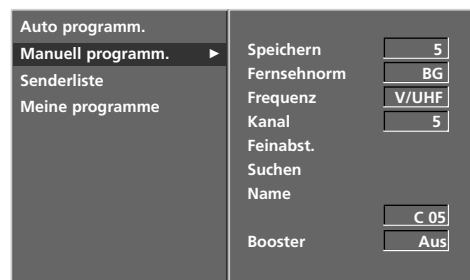 Auto programm.
Manuell programm. ►
Senderliste
Meine programme
Speichern 5
Fernsehnorm BG
Frequenz V/UHF
Kanal 5
Feinabst.
Suchen
Name
C 05
Booster Aus